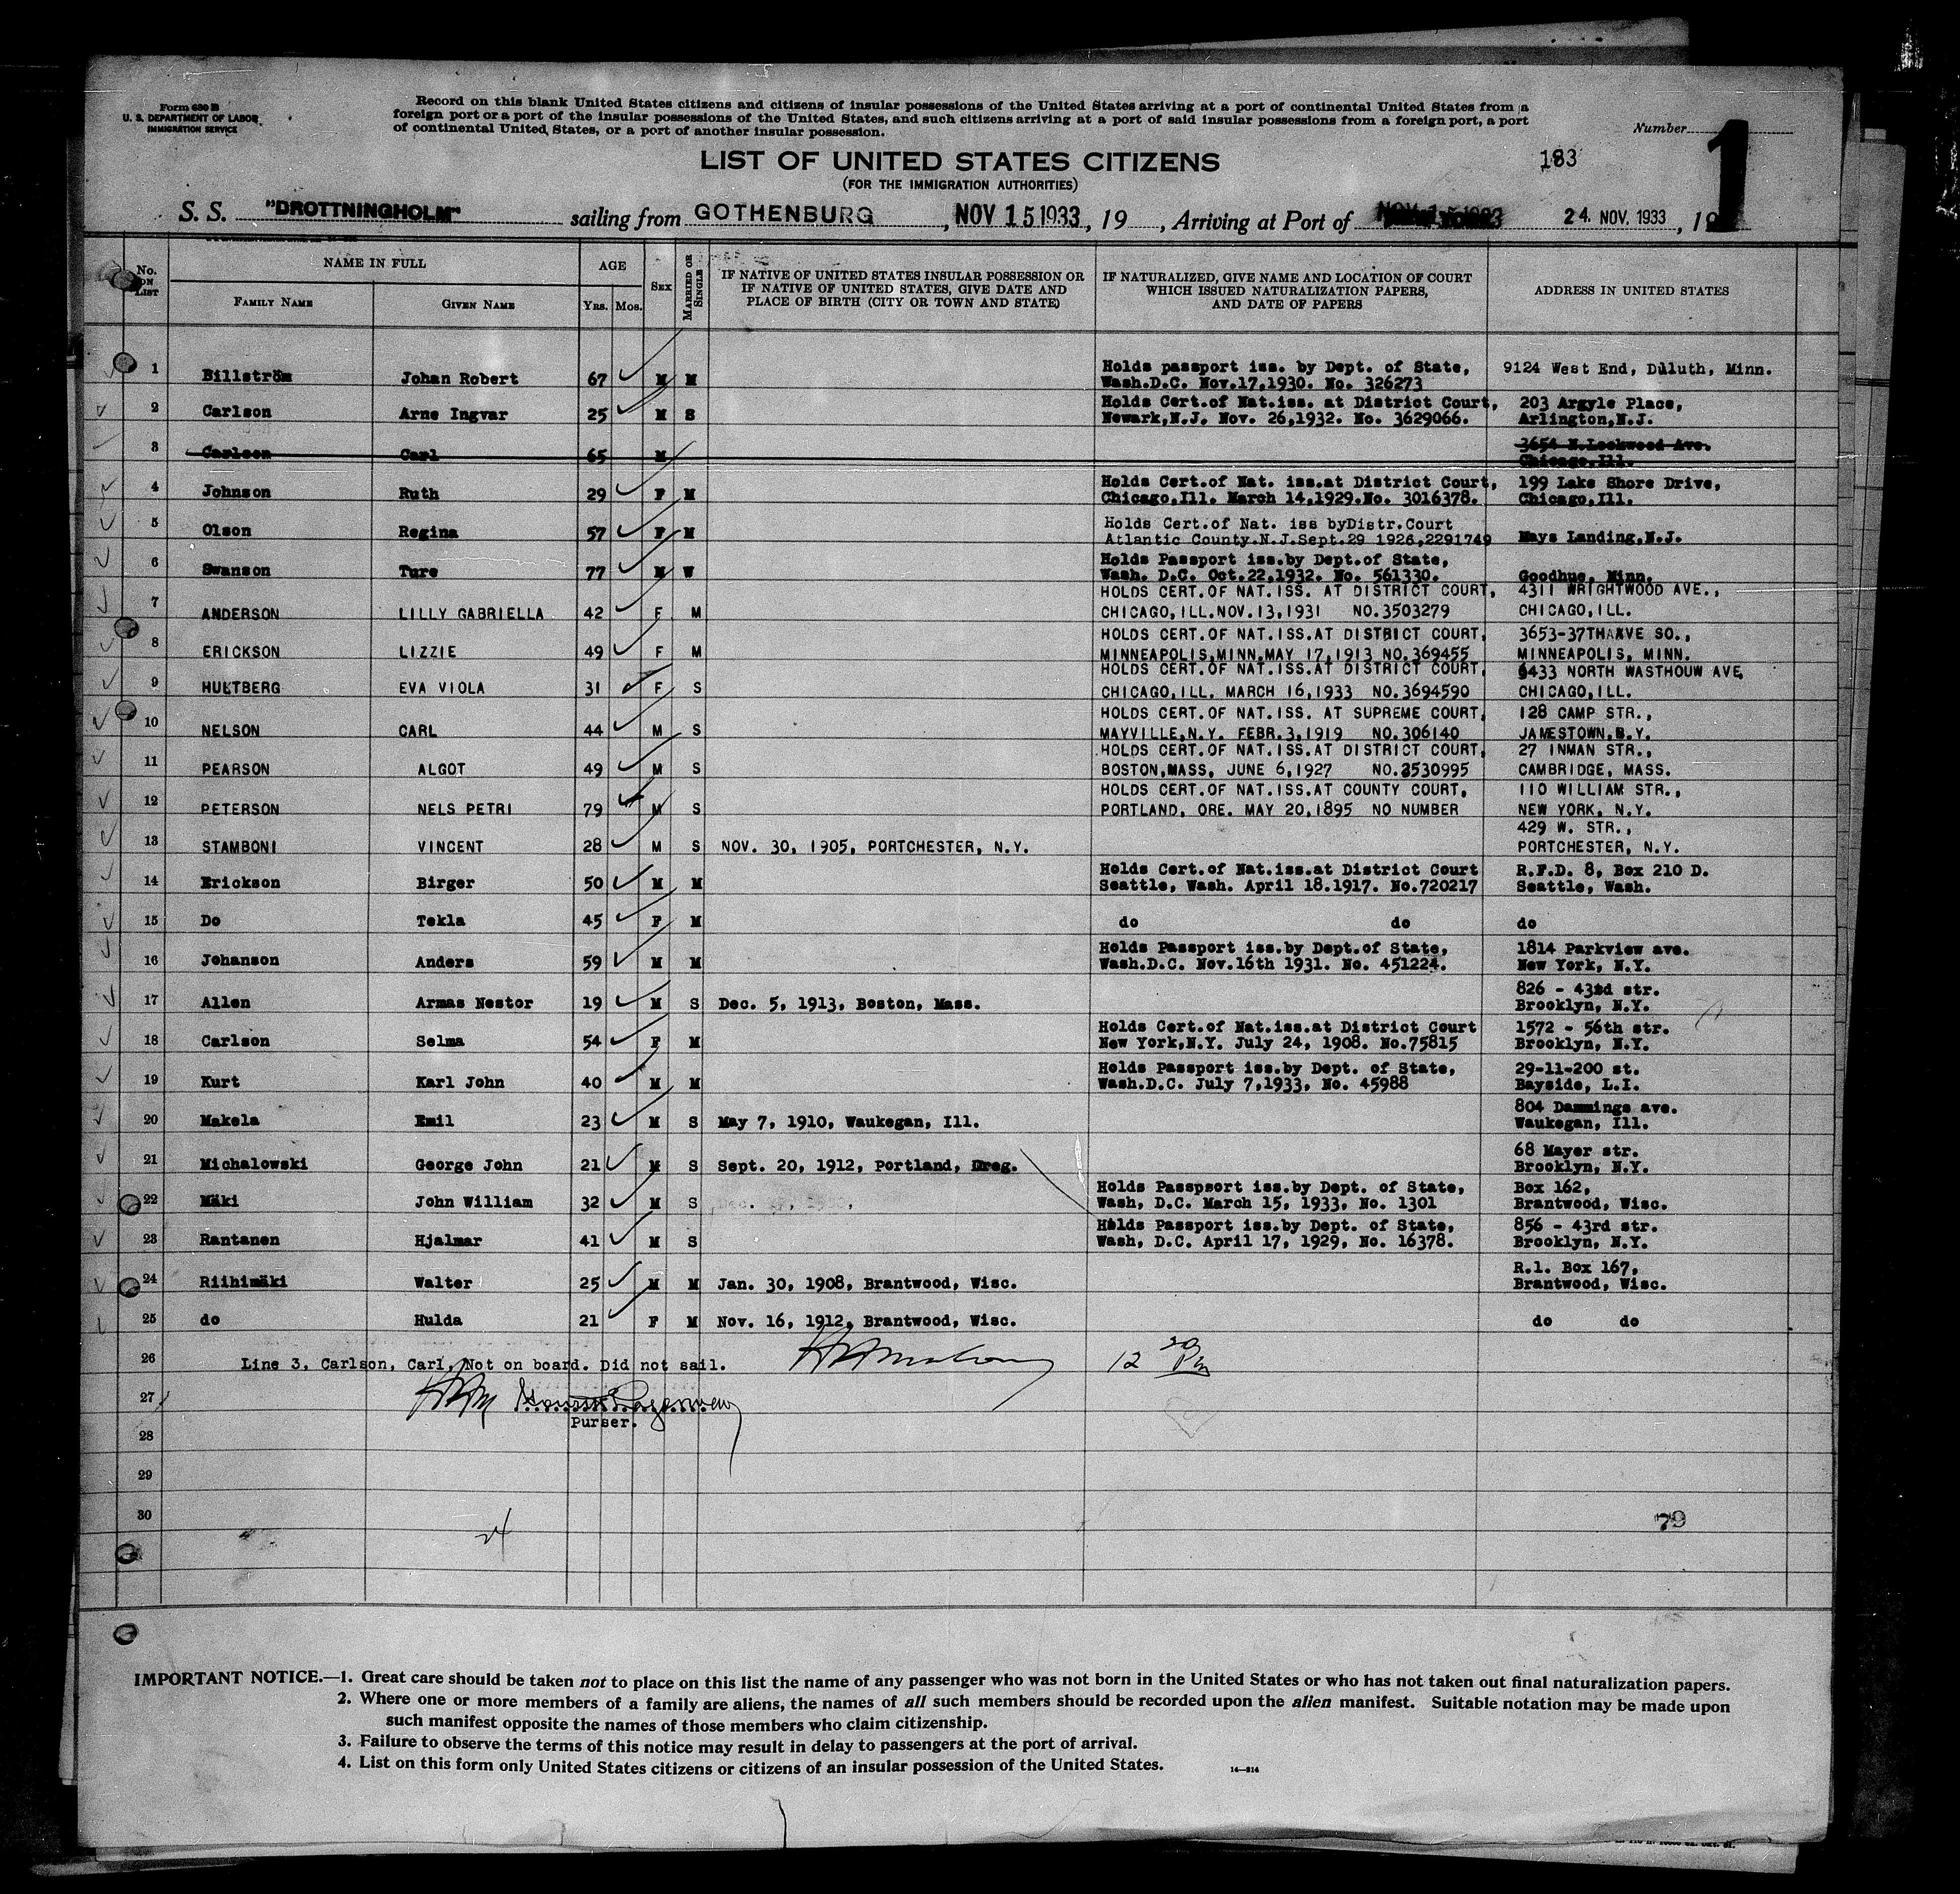 Form 630 B
U. S. DEPARTMENT OF LABOR
IMMIGRATION SERVICE
Record on this blank United States citizens and citizens of insular possessions of the United States arriving at a port of continental United States from a
foreign port or a port of the insular possessions of the United States, and such citizens arriving at a port of said insular possessions from a foreign port, a port
of continental United States, or a port of another insular possession.
Number
1
LIST OF UNITED STATES CITIZENS
183
(FOR THE IMMIGRATION AUTHORITIES)
S. S. "DROTTNINGHOLM" sailing from GOTHENBURG, NOV 15 1933, 19 , Arriving at Port of 24. NOV. 1933, 19
No. ON LIST NAME IN FULL AGE SEX MARRIED OR SINGLE IF NATIVE OF UNITED STATES INSULAR POSSESSION OR IF NATIVE OF UNITED STATES, GIVE DATE AND PLACE OF BIRTH (CITY OR TOWN AND STATE) IF NATURALIZED, GIVE NAME AND LOCATION OF COURT WHICH ISSUED NATURALIZATION PAPERS, AND DATE OF PAPERS ADDRESS IN UNITED STATES
FAMILY NAME GIVEN NAME YRS. MOS.
Holds passport iss. by Dept. of State, 9124 West End, Duluth, Minn.
1 Billström Johan Robert 67 M M Wash.D.C. Nov.17,1930. No. 326273
Holds Cert.of Nat.iss. at District Court, 203 Argyle Place,
2 Carlson Arne Ingvar 25 M S Newark,N.J. Nov. 26,1932. No. 3629066. Arlington,N.J.
3654 N.Lockwood Ave.
3 Carlson Carl 65 M Chicago,Ill.
Holds Cert.of Nat. iss.at District Court, 199 Lake Shore Drive,
4 Johnson Ruth 29 F M Chicago,Ill. March 14,1929.No. 3016378. Chicago,Ill.
Holds Cert.of Nat. iss byDistr.Court
5 Olson Regina 57 F M Atlantic County.N.J.Sept.29 1926,2291749 Mays Landing,N.J.
Holds Passport iss.by Dept.of State,
6 Swanson Ture 77 M W Wash. D.C. Oct.22,1932. No. 561330. Goodhue, Minn.
HOLDS CERT.OF NAT.ISS. AT DISTRICT COURT, 4311 WRIGHTWOOD AVE.,
7 ANDERSON LILLY GABRIELLA 42 F M CHICAGO,ILL.NOV.13,1931 NO.3503279 CHICAGO,ILL.
HOLDS CERT.OF NAT.ISS.AT DISTRICT COURT, 3653-37THAXVE SO.,
8 ERICKSON LIZZIE 49 F M MINNEAPOLIS,MINN,MAY 17,1913 NO.369455 MINNEAPOLIS, MINN.
HOLDS CERT.OF NAT.ISS.AT DISTRICT COURT, 6433 NORTH WASTHOUW AVE,
9 HULTBERG EVA VIOLA 31 F S CHICAGO,ILL. MARCH 16,1933 NO.3694590 CHICAGO,ILL.
HOLDS CERT.OF NAT.ISS. AT SUPREME COURT, 128 CAMP STR.,
10 NELSON CARL 44 M S MAYVILLE,N.Y. FEBR.3,1919 NO.306140 JAMESTOWN,N.Y.
HOLDS CERT.OF NAT.ISS.AT DISTRICT COURT, 27 INMAN STR.,
11 PEARSON ALGOT 49 M S BOSTON,MASS, JUNE 6,1927 NO.2530995 CAMBRIDGE, MASS.
HOLDS CERT.OF NAT.ISS.AT COUNTY COURT, 110 WILLIAM STR.,
12 PETERSON NELS PETRI 79 M S PORTLAND, ORE. MAY 20,1895 NO NUMBER NEW YORK, N.Y.
429 W. STR.,
13 STAMBONI VINCENT 28 M S NOV. 30, 1905, PORTCHESTER, N.Y. PORTCHESTER, N.Y.
Holds Cert.of Nat.iss.at District Court R.F.D. 8, Box 210 D.
14 Erickson Birger 50 M M Seattle, Wash. April 18.1917. No.720217 Seattle, Wash.
15 Do Tekla 45 F M do do do
Holds Passport iss.by Dept.of State, 1814 Parkview ave.
16 Johanson Anders 59 M M Wash.D.C. Nov.16th 1931. No. 451224. New York, N.Y.
826 - 43rd str.
17 Allen Armas Nestor 19 M S Dec. 5, 1913, Boston, Mass. Brooklyn, N.Y.
Holds Cert.of Nat.iss.at District Court 1572 - 56th str.
18 Carlson Selma 54 F M New York,N.Y. July 24, 1908. No.75815 Brooklyn, N.Y.
Holds Passport iss.by Dept. of State, 29-11-200 st.
19 Kurt Karl John 40 M M Wash.D.C. July 7,1933, No. 45988 Bayside, L.I.
804 Dammings ave.
20 Makela Emil 23 M S May 7, 1910, Waukegan, Ill. Waukegan, Ill.
68 Mayer str.
21 Michalowski George John 21 M S Sept. 20, 1912, Portland, Oreg. Brooklyn, N.Y.
Holds Passpsort iss.by Dept. of State, Box 162,
22 Mäki John William 32 M S Wash, D.C. March 15, 1933, No. 1301 Brantwood, Wisc.
Holds Passport iss.by Dept. of State, 856 - 43rd str.
23 Rantanen Hjalmar 41 M S Wash, D.C. April 17, 1929, No. 16378. Brooklyn, N.Y.
R.1. Box 167,
24 Riihimäki Walter 25 M M Jan. 30, 1908, Brantwood, Wisc. Brantwood, Wisc.
25 do Hulda 21 F M Nov. 16, 1912, Brantwood, Wisc. do do
26 Line 3, Carlson, Carl, Not on board. Did not sail. 12 20 Pm
27
Purser.
28
29
30 79
24
IMPORTANT NOTICE.—1. Great care should be taken not to place on this list the name of any passenger who was not born in the United States or who has not taken out final naturalization papers.
2. Where one or more members of a family are aliens, the names of all such members should be recorded upon the alien manifest. Suitable notation may be made upon
such manifest opposite the names of those members who claim citizenship.
3. Failure to observe the terms of this notice may result in delay to passengers at the port of arrival.
4. List on this form only United States citizens or citizens of an insular possession of the United States.
14—814